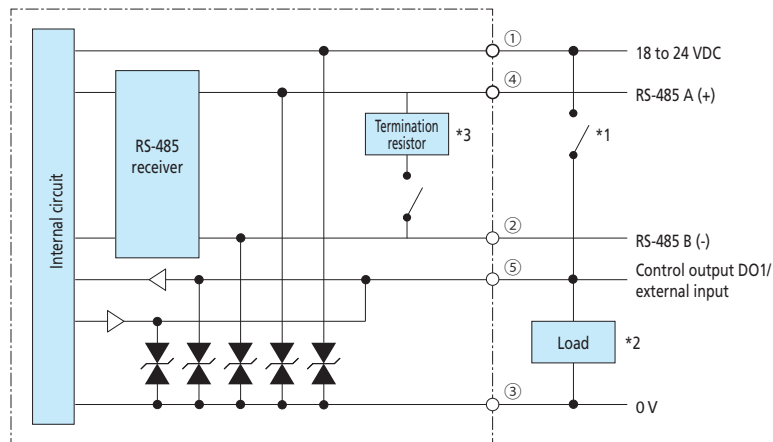 ①
18 to 24 VDC
④
RS-485 A (+)
Termination
resistor
*3
*1
RS-485
receiver
Internal circuit
②
RS-485 B (-)
⑤
Control output DO1/
external input
Load
*2
③
0 V